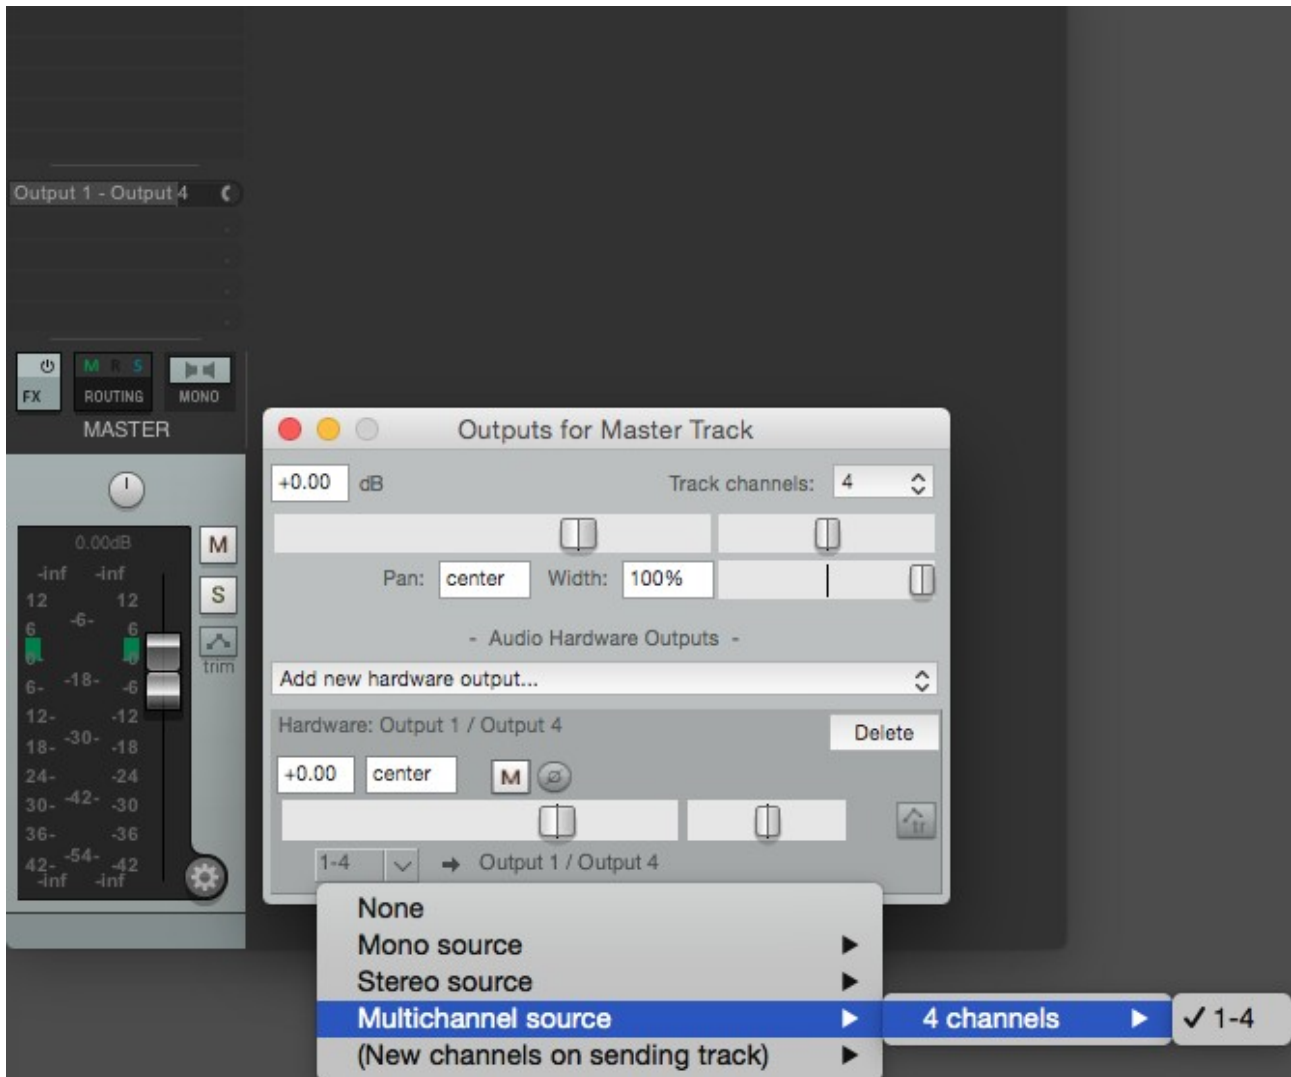 Output 1 - Output 4
FX
M R S
ROUTING
MONO
MASTER
0.00dB
-inf -inf
12 12
-6-
6 6
0- -0
-18-
6- -6
12- -12
-30-
18- -18
24- -24
-42-
30- -30
36- -36
-54-
42- -42
-inf -inf
M
S
trim
Outputs for Master Track
+0.00 dB Track channels: 4
Pan: center Width: 100%
- Audio Hardware Outputs -
Add new hardware output...
Hardware: Output 1 / Output 4 Delete
+0.00 center M ø
tr
1-4 → Output 1 / Output 4
None
Mono source
Stereo source
Multichannel source 4 channels ✓ 1-4
(New channels on sending track)